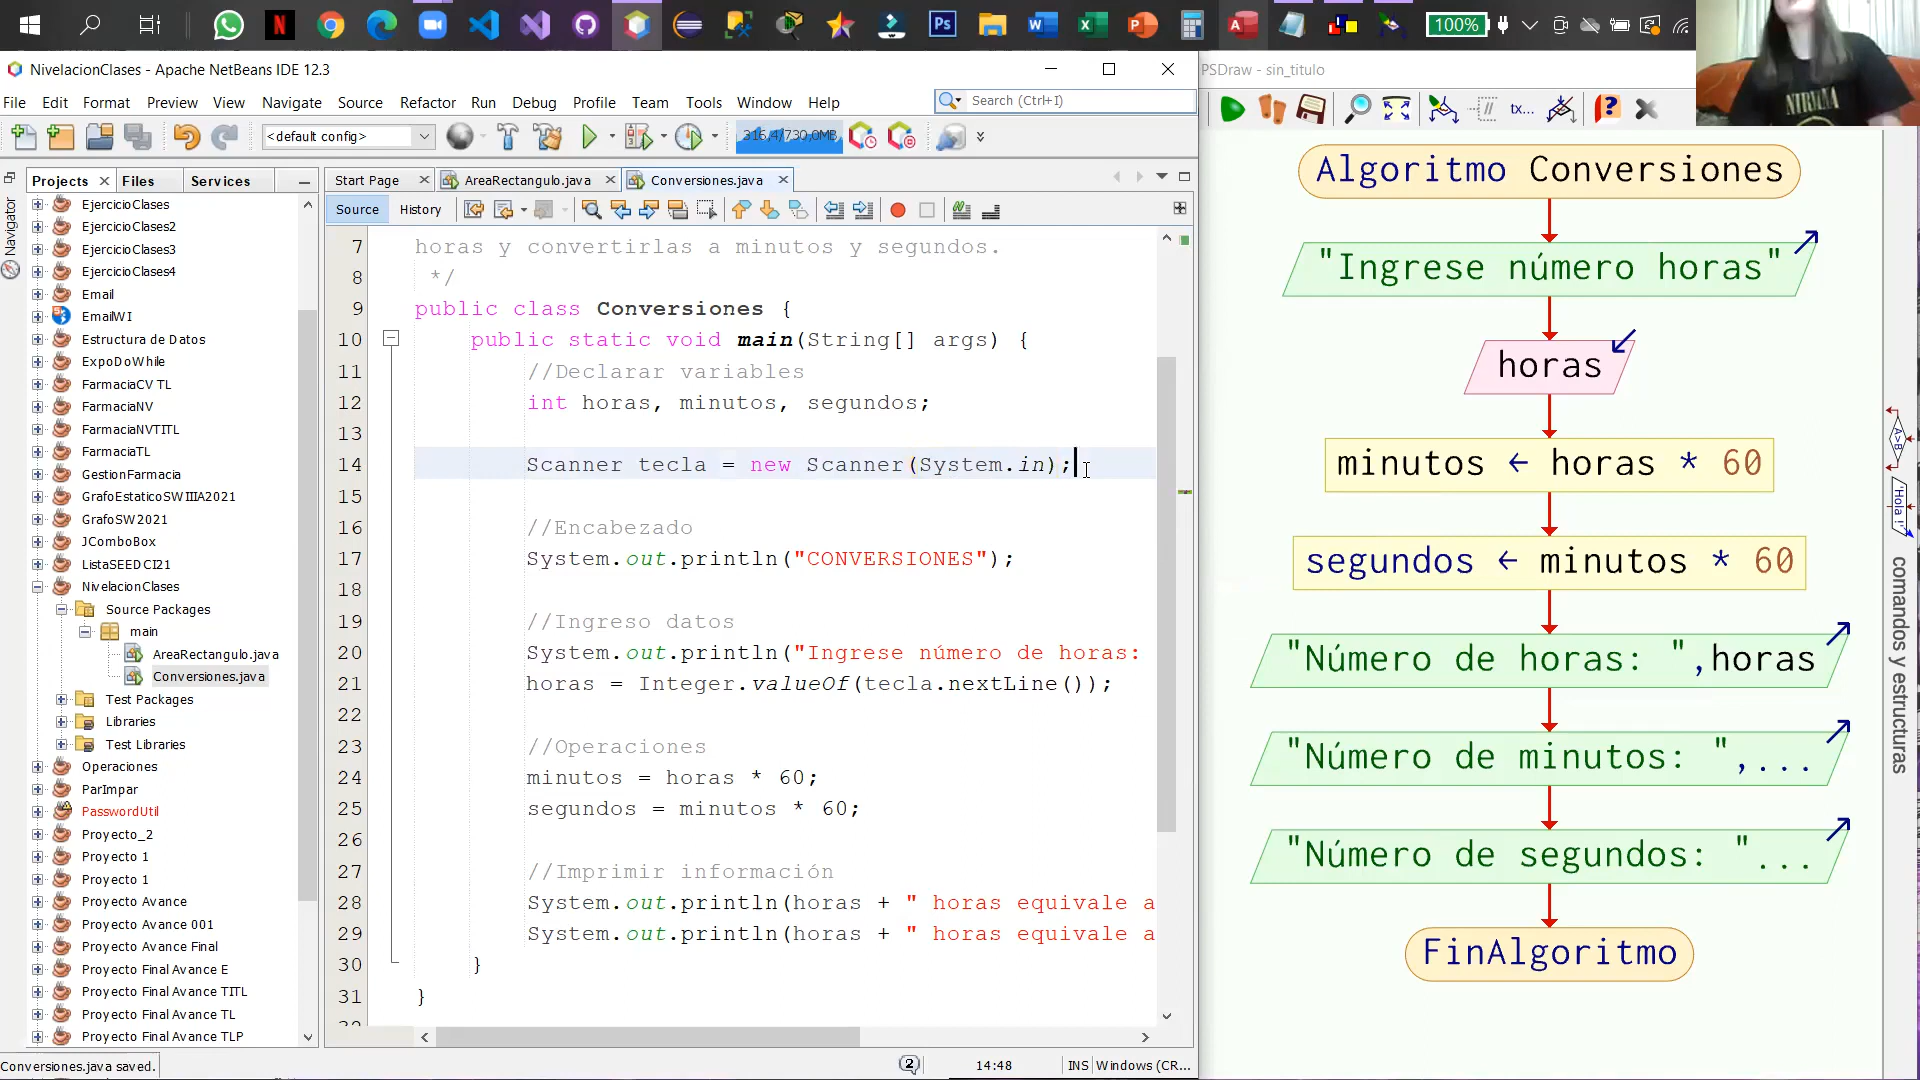 100%
NivelacionClases - Apache NetBeans IDE 12.3
File Edit Format Preview View Navigate Source Refactor Run Debug Profile Team Tools Window Help
Search (Ctrl+I)
<default config>
316,4/730,0MB
Projects Files Services
Navigator
EjercicioClases
EjercicioClases2
EjercicioClases3
EjercicioClases4
Email
EmailWI
Estructura de Datos
ExpoDoWhile
FarmaciaCV TL
FarmaciaNV
FarmaciaNVTITL
FarmaciaTL
GestionFarmacia
GrafoEstaticoSWIIIA2021
GrafoSW2021
JComboBox
ListaSEED CI21
NivelacionClases
Source Packages
main
AreaRectangulo.java
Conversiones.java
Test Packages
Libraries
Test Libraries
Operaciones
ParImpar
PasswordUtil
Proyecto_2
Proyecto 1
Proyecto 1
Proyecto Avance
Proyecto Avance 001
Proyecto Avance Final
Proyecto Final Avance E
Proyecto Final Avance TITL
Proyecto Final Avance TL
Proyecto Final Avance TLP
Start Page AreaRectangulo.java Conversiones.java
Source History
7 horas y convertirlas a minutos y segundos.
8 */
9 public class Conversiones {
10 public static void main(String[] args) {
11 //Declarar variables
12 int horas, minutos, segundos;
13
14 Scanner tecla = new Scanner(System.in);
15
16 //Encabezado
17 System.out.println("CONVERSIONES");
18
19 //Ingreso datos
20 System.out.println("Ingrese número de horas:
21 horas = Integer.valueOf(tecla.nextLine());
22
23 //Operaciones
24 minutos = horas * 60;
25 segundos = minutos * 60;
26
27 //Imprimir información
28 System.out.println(horas + " horas equivale a
29 System.out.println(horas + " horas equivale a
30 }
31 }
Conversiones.java saved.
2
14:48
INS Windows (CR...
PSDraw - sin_titulo
tx...
NIRVANA
Algoritmo Conversiones
"Ingrese número horas"
horas
minutos ← horas * 60
segundos ← minutos * 60
"Número de horas: ",horas
"Número de minutos: ",...
"Número de segundos: "...
FinAlgoritmo
A>B
'Hola !'
comandos y estructuras